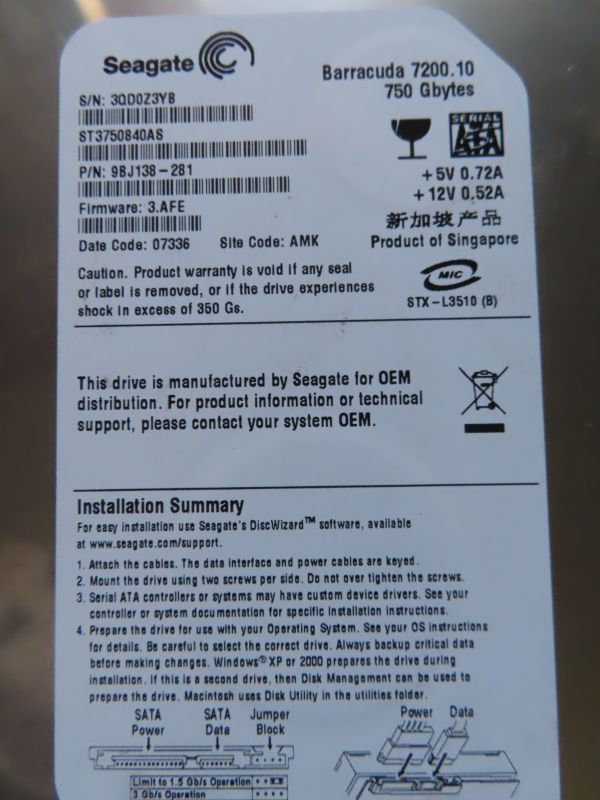 Seagate
Barracuda 7200.10
750 Gbytes
S/N: 3QD0Z3YB
ST3750840AS
P/N: 9BJ138-281
Firmware: 3.AFE
Date Code: 07336 Site Code: AMK
SERIAL
ATA
+5V 0.72A
+12V 0.52A
新加坡产品
Product of Singapore
Caution. Product warranty is void if any seal
or label is removed, or if the drive experiences
shock in excess of 350 Gs.
MIC
STX-L3510 (B)
This drive is manufactured by Seagate for OEM
distribution. For product information or technical
support, please contact your system OEM.
Installation Summary
For easy installation use Seagate's DiscWizard™ software, available
at www.seagate.com/support.
1. Attach the cables. The data interface and power cables are keyed.
2. Mount the drive using two screws per side. Do not over tighten the screws.
3. Serial ATA controllers or systems may have custom device drivers. See your
controller or system documentation for specific installation instructions.
4. Prepare the drive for use with your Operating System. See your OS instructions
for details. Be careful to select the correct drive. Always backup critical data
before making changes. Windows® XP or 2000 prepares the drive during
installation. If this is a second drive, then Disk Management can be used to
prepare the drive. Macintosh uses Disk Utility in the utilities folder.
SATA Power
SATA Data
Jumper Block
Power Data
Limit to 1.5 Gb/s Operation
3 Gb/s Operation